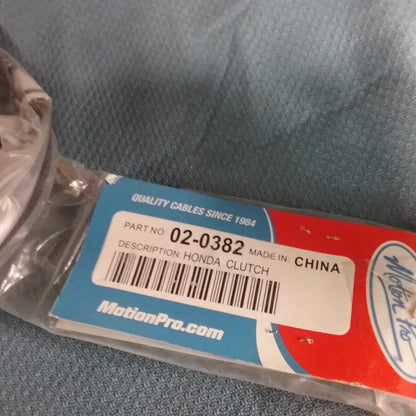 QUALITY CABLES SINCE 1984
PART NO: 02-0382 MADE IN: CHINA
DESCRIPTION: HONDA CLUTCH
MotionPro.com
Motion Pro